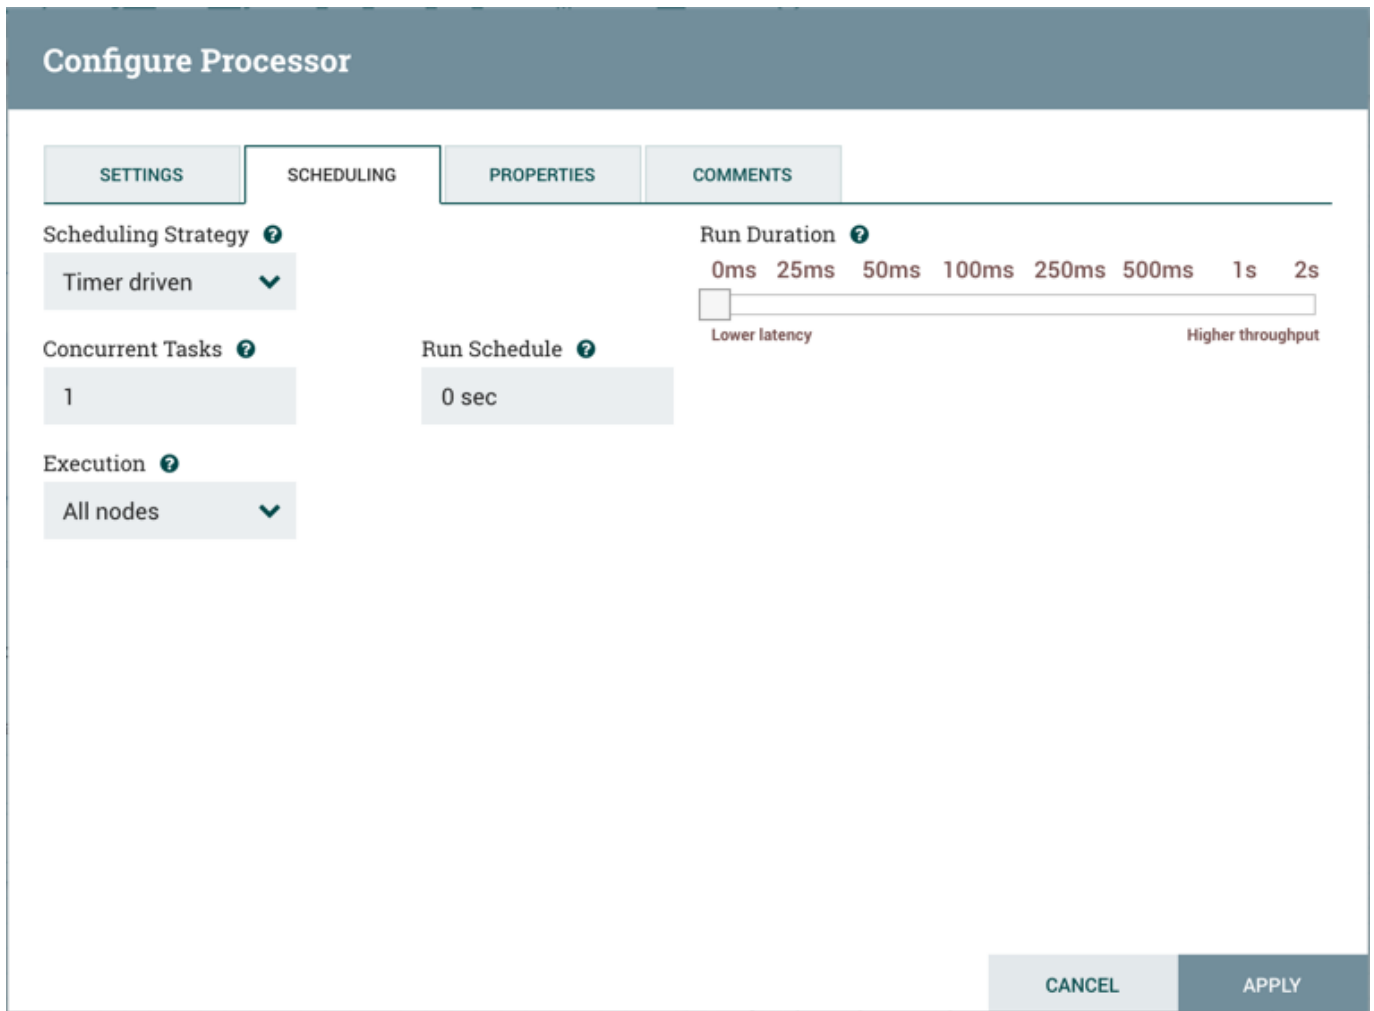 Configure Processor
SETTINGS SCHEDULING PROPERTIES COMMENTS
Scheduling Strategy
Timer driven
Run Duration
0ms 25ms 50ms 100ms 250ms 500ms 1s 2s
Lower latency Higher throughput
Concurrent Tasks
1
Run Schedule
0 sec
Execution
All nodes
CANCEL APPLY